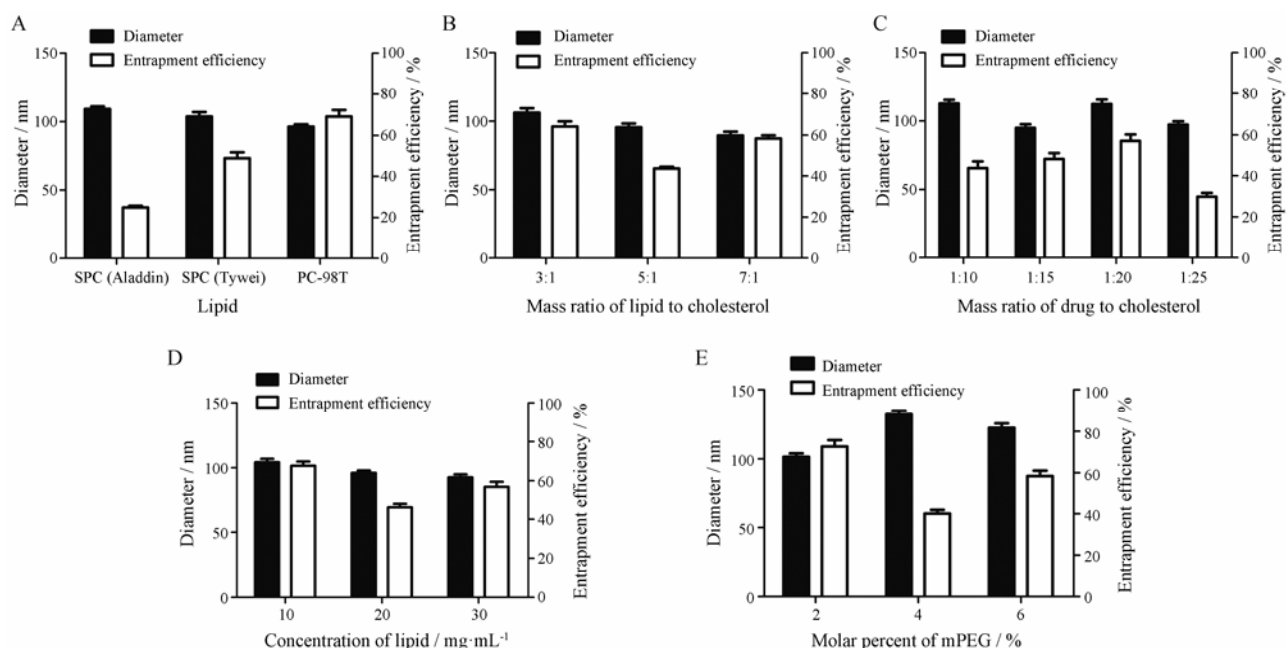 A
Diameter
Entrapment efficiency
150
100
50
0
Diameter / nm
100
80
60
40
20
0
Entrapment efficiency / %
SPC (Aladdin) SPC (Tywei) PC-98T
Lipid
B
Diameter
Entrapment efficiency
150
100
50
0
Diameter / nm
100
80
60
40
20
0
Entrapment efficiency / %
3:1 5:1 7:1
Mass ratio of lipid to cholesterol
C
Diameter
Entrapment efficiency
150
100
50
0
Diameter / nm
100
80
60
40
20
0
Entrapment efficiency / %
1:10 1:15 1:20 1:25
Mass ratio of drug to cholesterol
D
Diameter
Entrapment efficiency
150
100
50
0
Diameter / nm
100
80
60
40
20
0
Entrapment efficiency / %
10 20 30
Concentration of lipid / mg·mL⁻¹
E
Diameter
Entrapment efficiency
150
100
50
0
Diameter / nm
100
80
60
40
20
0
Entrapment efficiency / %
2 4 6
Molar percent of mPEG / %